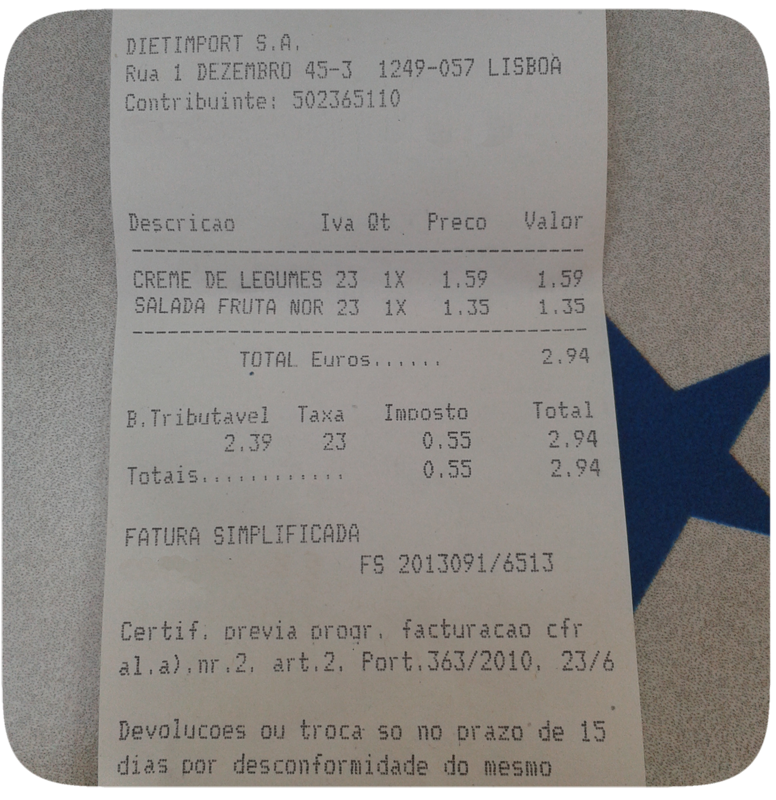 DIETIMPORT S.A.
Rua 1 DEZEMBRO 45-3 1249-057 LISBOA
Contribuinte: 502365110
Descricao Iva Qt Preco Valor
CREME DE LEGUMES 23 1X 1.59 1.59
SALADA FRUTA NOR 23 1X 1.35 1.35
TOTAL Euros...... 2.94
B.Tributavel Taxa Imposto Total
2.39 23 0.55 2.94
Totais............ 0.55 2.94
FATURA SIMPLIFICADA
FS 2013091/6513
Certif. previa progr. facturacao cfr
al.a).nr.2. art.2. Port.363/2010. 23/6
Devolucoes ou troca so no prazo de 15
dias por desconformidade do mesmo